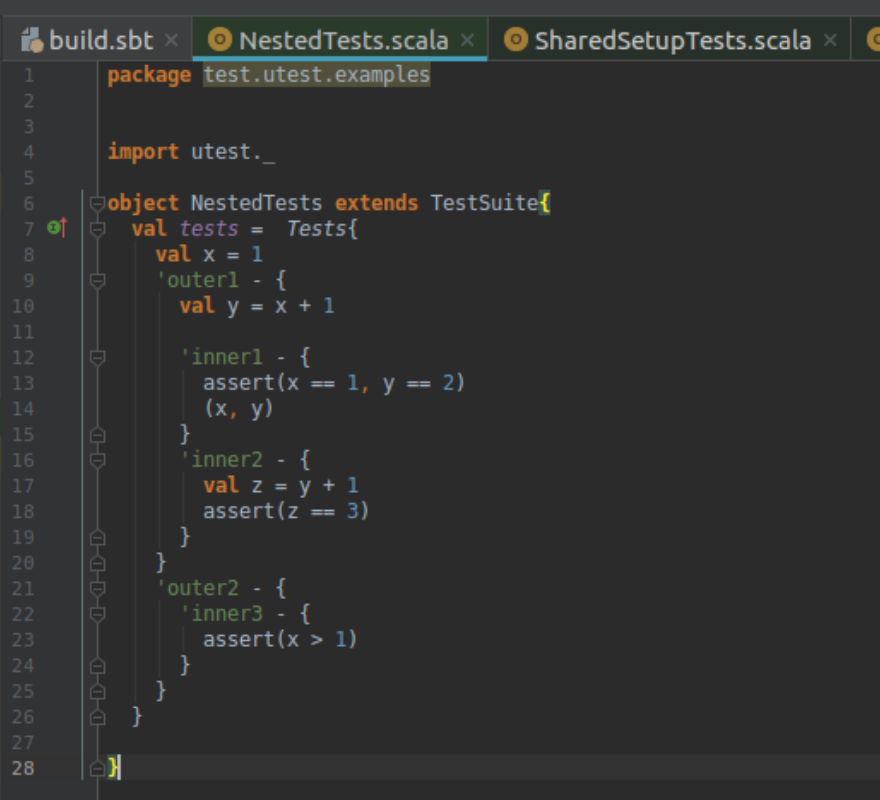 build.sbt × NestedTests.scala × SharedSetupTests.scala ×
1 package test.utest.examples
2
3
4 import utest._
5
6 object NestedTests extends TestSuite{
7 val tests = Tests{
8 val x = 1
9 'outer1 - {
10 val y = x + 1
11
12 'inner1 - {
13 assert(x == 1, y == 2)
14 (x, y)
15 }
16 'inner2 - {
17 val z = y + 1
18 assert(z == 3)
19 }
20 }
21 'outer2 - {
22 'inner3 - {
23 assert(x > 1)
24 }
25 }
26 }
27
28 }